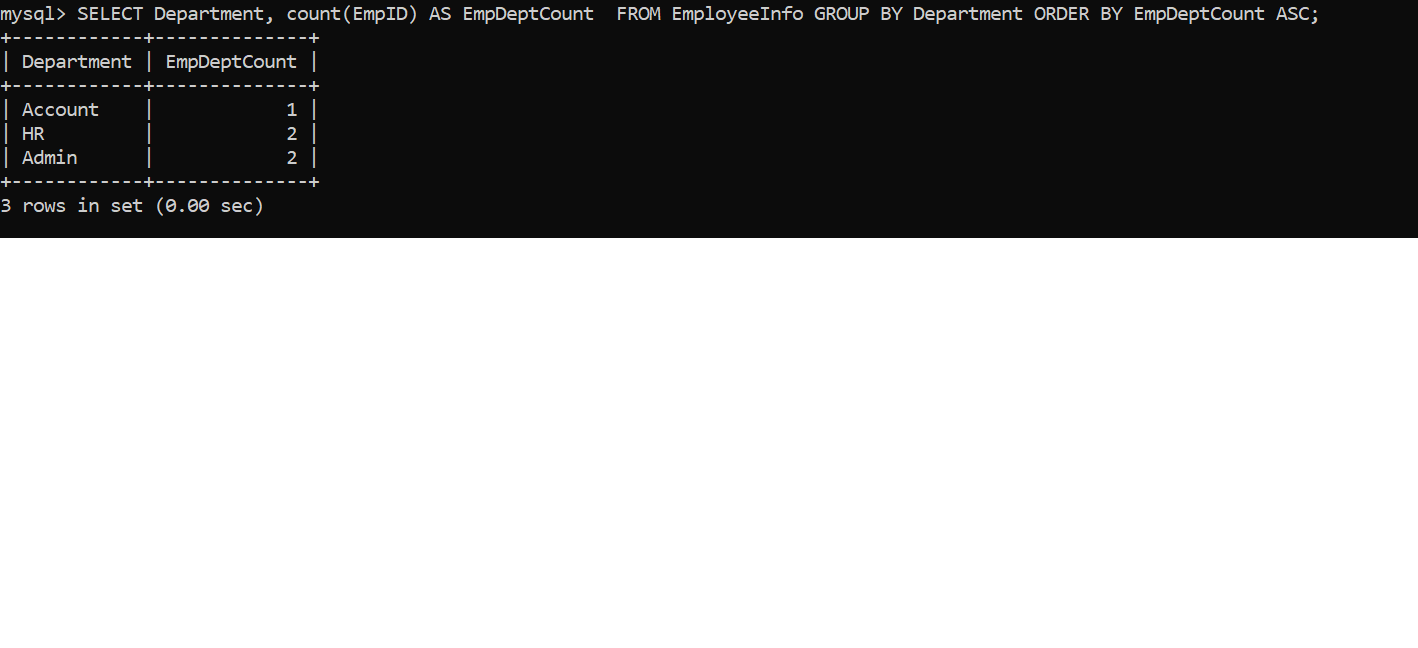 mysql> SELECT Department, count(EmpID) AS EmpDeptCount  FROM EmployeeInfo GROUP BY Department ORDER BY EmpDeptCount ASC;
+------------+--------------+
| Department | EmpDeptCount |
+------------+--------------+
| Account    |            1 |
| HR         |            2 |
| Admin      |            2 |
+------------+--------------+
3 rows in set (0.00 sec)